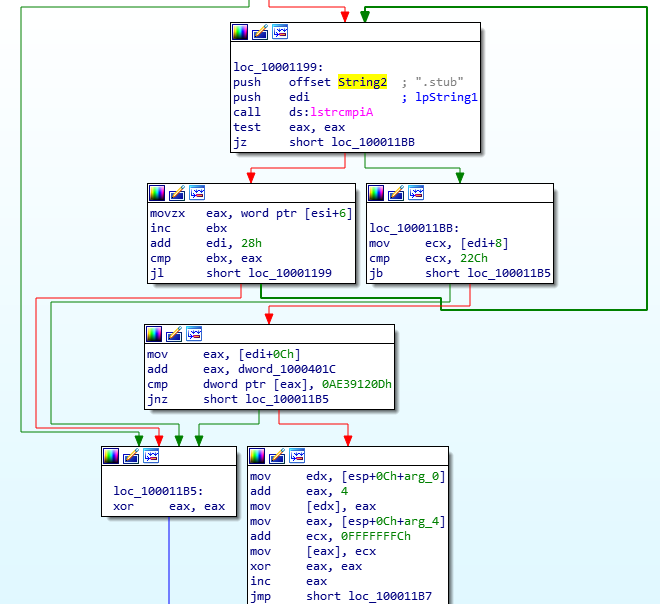 loc_10001199:
push offset String2 ; ".stub"
push edi ; lpString1
call ds:lstrcmpiA
test eax, eax
jz short loc_100011BB
movzx eax, word ptr [esi+6]
inc ebx
add edi, 28h
cmp ebx, eax
jl short loc_10001199
loc_100011BB:
mov ecx, [edi+8]
cmp ecx, 22Ch
jb short loc_100011B5
mov eax, [edi+0Ch]
add eax, dword_1000401C
cmp dword ptr [eax], 0AE39120Dh
jnz short loc_100011B5
loc_100011B5:
xor eax, eax
mov edx, [esp+0Ch+arg_0]
add eax, 4
mov [edx], eax
mov eax, [esp+0Ch+arg_4]
add ecx, 0FFFFFFFCh
mov [eax], ecx
xor eax, eax
inc eax
jmp short loc_100011B7